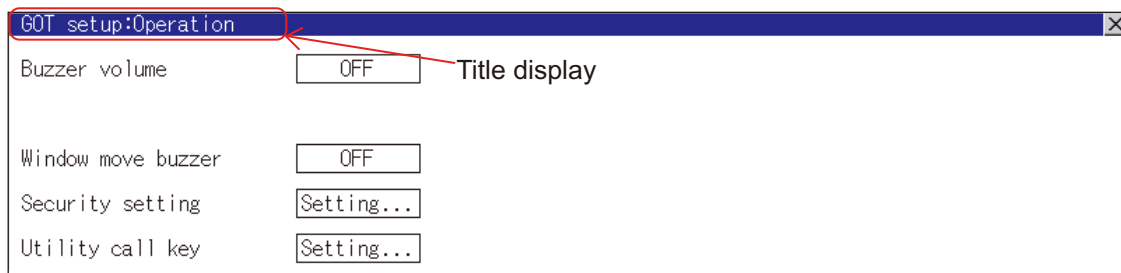 GOT setup:Operation
Buzzer volume OFF Title display
Window move buzzer OFF
Security setting Setting...
Utility call key Setting...